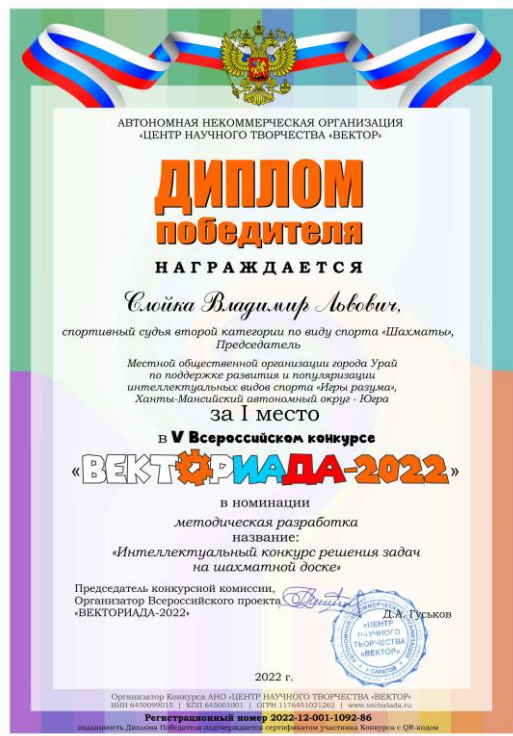 АВТОНОМНАЯ НЕКОММЕРЧЕСКАЯ ОРГАНИЗАЦИЯ
«ЦЕНТР НАУЧНОГО ТВОРЧЕСТВА «ВЕКТОР»
ДИПЛОМ
победителя
НАГРАЖДАЕТСЯ
Слойка Владимир Львович,
спортивный судья второй категории по виду спорта «Шахматы»,
Председатель
Местной общественной организации города Урай
по поддержке развития и популяризации
интеллектуальных видов спорта «Игры разума»,
Ханты-Мансийский автономный округ - Югра
за I место
в V Всероссийском конкурсе
«ВЕКТОРИАДА-2022»
в номинации
методическая разработка
название:
«Интеллектуальный конкурс решения задач
на шахматной доске»
Председатель конкурсной комиссии,
Организатор Всероссийского проекта
«ВЕКТОРИАДА-2022»
Д.А. Гуськов
«ЦЕНТР
НАУЧНОГО
ТВОРЧЕСТВА
«ВЕКТОР»
Г. САРАТОВ
2022 г.
Организатор Конкурса АНО «ЦЕНТР НАУЧНОГО ТВОРЧЕСТВА «ВЕКТОР»
ИНН 6450099015 | КПП 645001001 | ОГРН 1176451021262 | www.vectoriada.ru
Регистрационный номер 2022-12-001-1092-86
подлинность Диплома Победителя подтверждается сертификатом участника Конкурса с QR-кодом